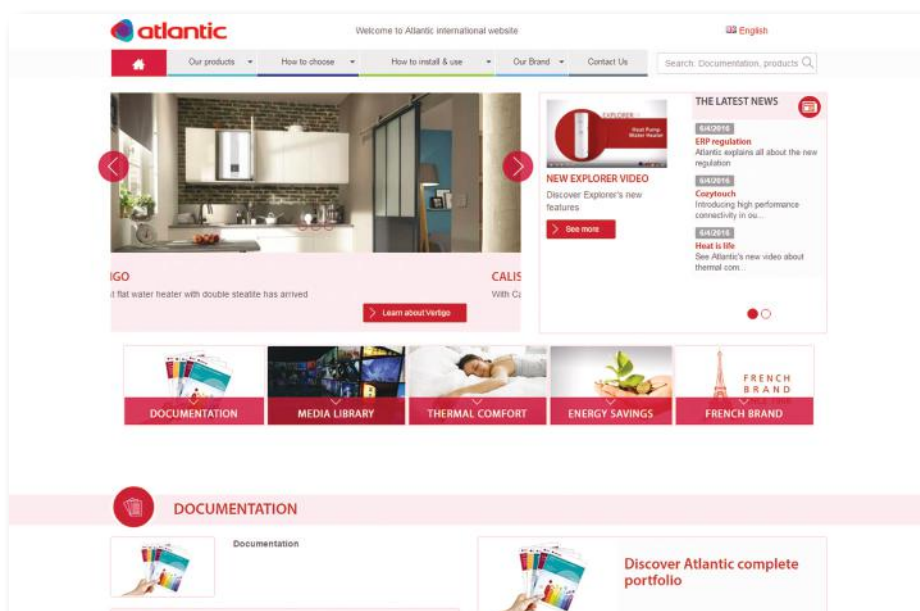 atlantic
Welcome to Atlantic international website
English
Our products
How to choose
How to install & use
Our Brand
Contact Us
Search: Documentation, products
IGO
t flat water heater with double steatite has arrived
Learn about Vertigo
CALIS
With Ca
EXPLORER
Heat Pump
Water Heater
NEW EXPLORER VIDEO
Discover Explorer's new
features
See more
THE LATEST NEWS
6/4/2016
ERP regulation
Atlantic explains all about the new
regulation
6/4/2016
Cozytouch
Introducing high performance
connectivity in ou...
6/4/2016
Heat is life
See Atlantic's new video about
thermal com...
DOCUMENTATION
MEDIA LIBRARY
THERMAL COMFORT
ENERGY SAVINGS
FRENCH
BRAND
FRENCH BRAND
DOCUMENTATION
Documentation
Discover Atlantic complete
portfolio